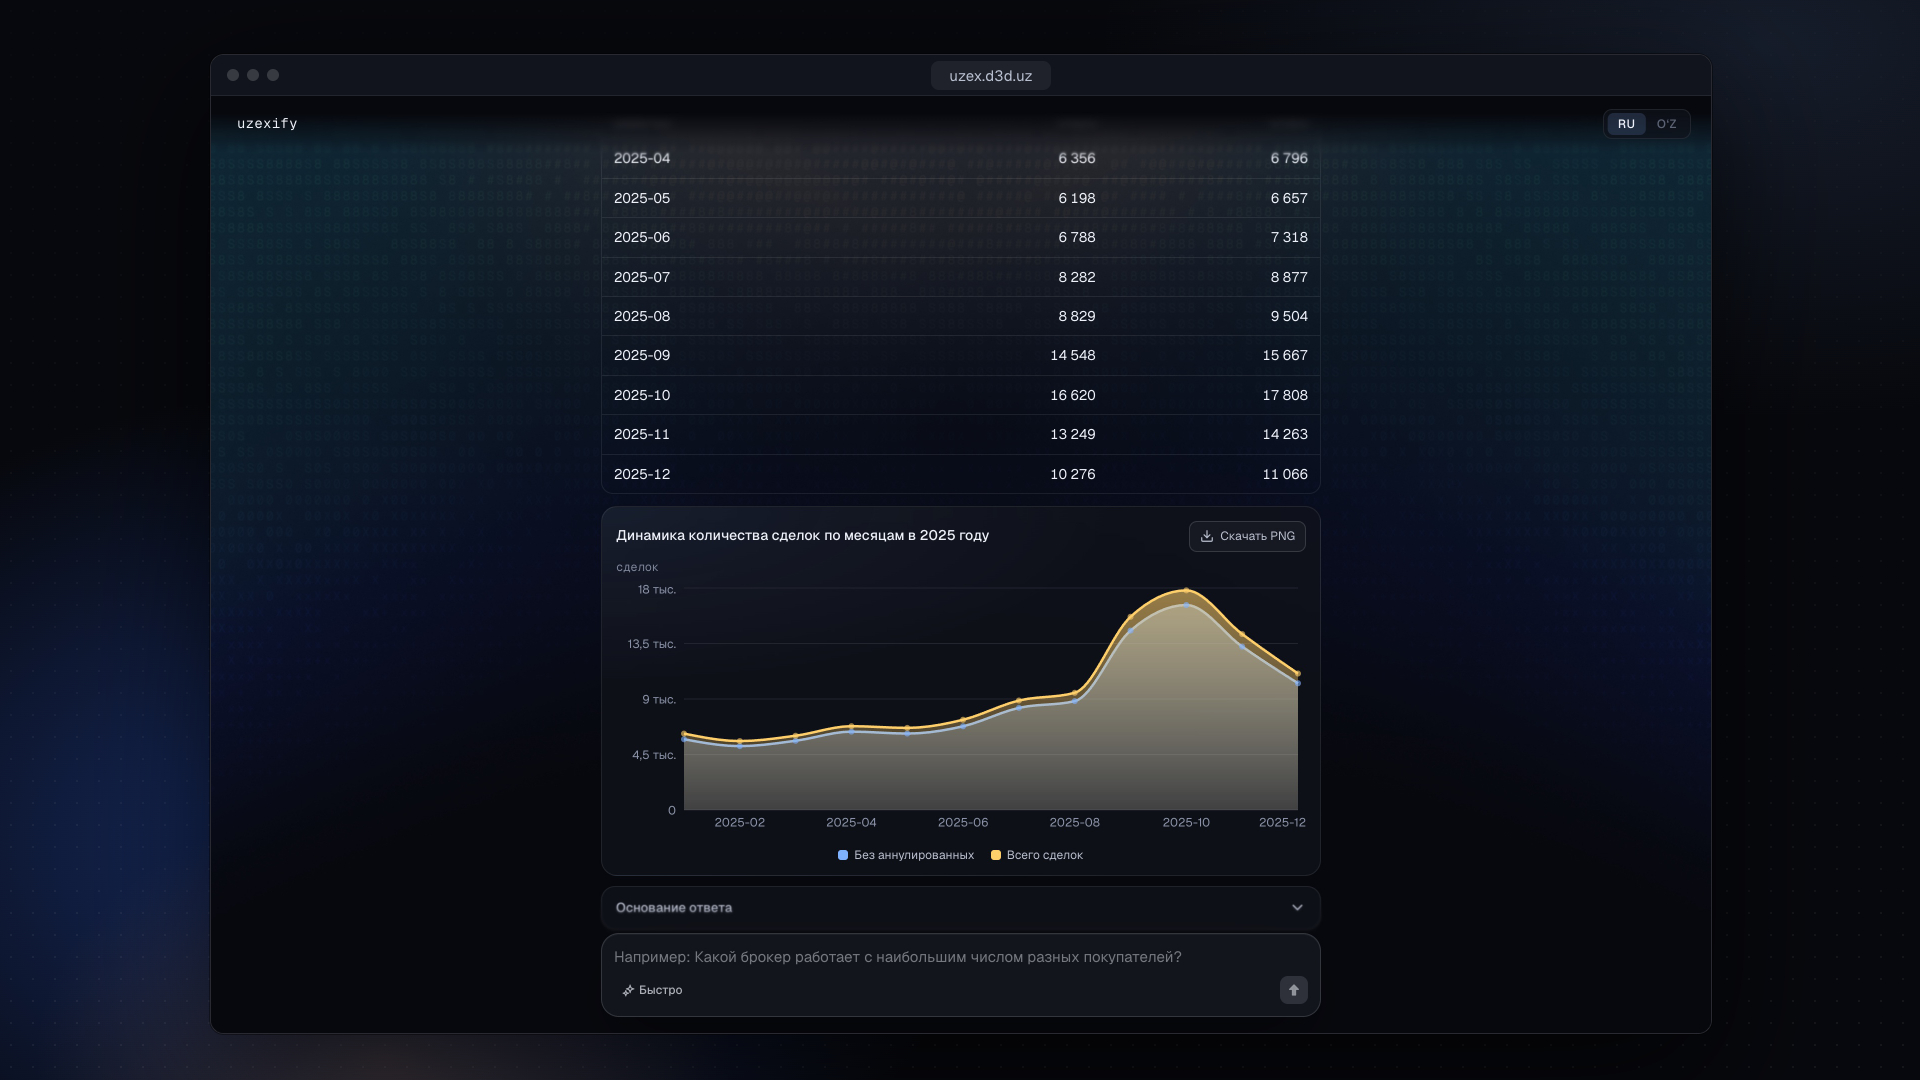 uzex.d3d.uz
uzexify
RU O'Z
2025-04 6 356 6 796
2025-05 6 198 6 657
2025-06 6 788 7 318
2025-07 8 282 8 877
2025-08 8 829 9 504
2025-09 14 548 15 667
2025-10 16 620 17 808
2025-11 13 249 14 263
2025-12 10 276 11 066
Динамика количества сделок по месяцам в 2025 году
Скачать PNG
сделок
18 тыс.
13,5 тыс.
9 тыс.
4,5 тыс.
0
2025-02 2025-04 2025-06 2025-08 2025-10 2025-12
Без аннулированных Всего сделок
Основание ответа
Например: Какой брокер работает с наибольшим числом разных покупателей?
Быстро